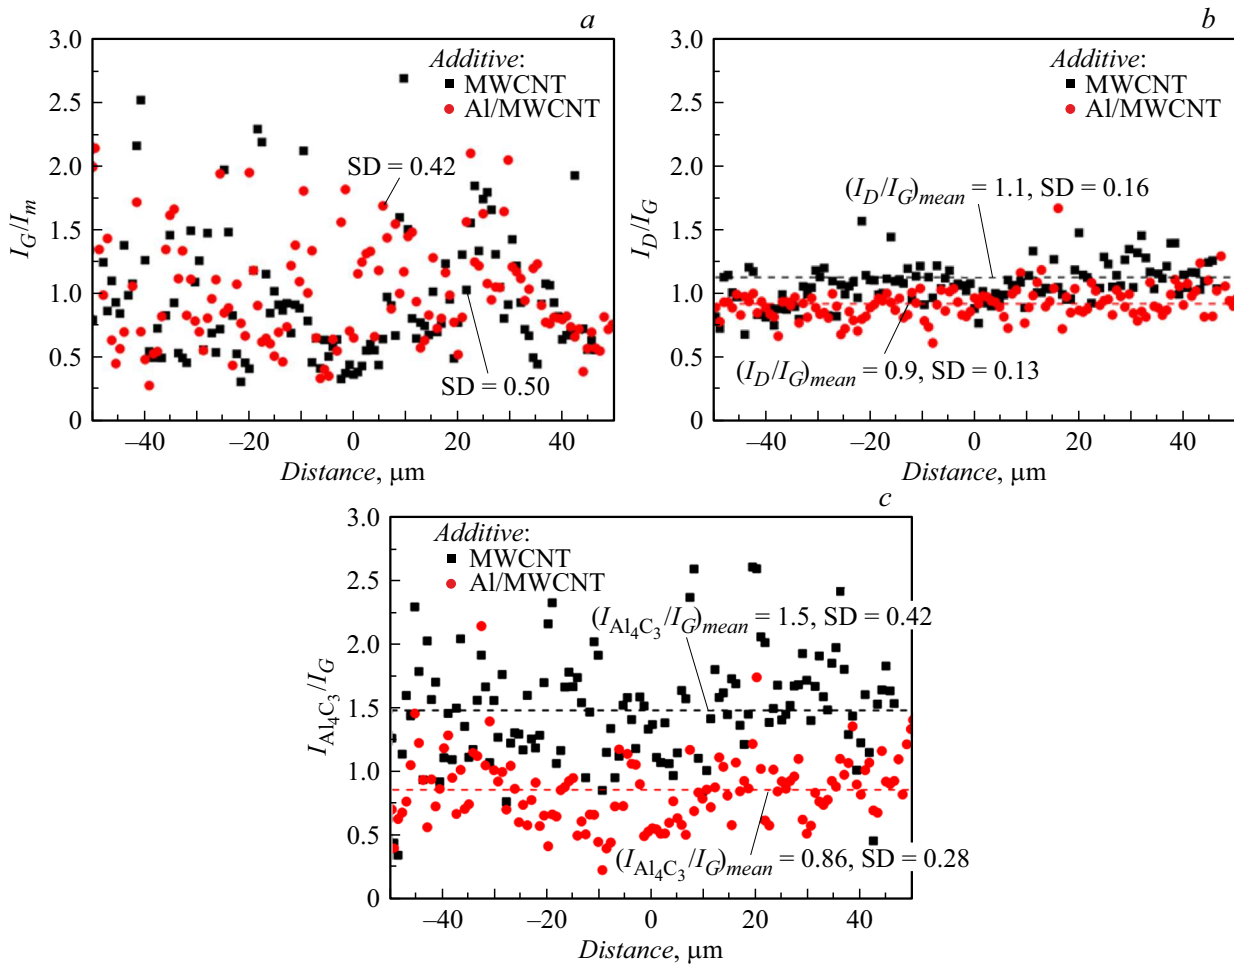 a
3.0
2.5
2.0
1.5
1.0
0.5
0
I_G/I_m
Additive:
MWCNT
Al/MWCNT
SD = 0.42
SD = 0.50
–40
–20
0
20
40
Distance, μm
b
3.0
2.5
2.0
1.5
1.0
0.5
0
I_D/I_G
Additive:
MWCNT
Al/MWCNT
(I_D/I_G)_mean = 1.1, SD = 0.16
(I_D/I_G)_mean = 0.9, SD = 0.13
–40
–20
0
20
40
Distance, μm
c
3.0
2.5
2.0
1.5
1.0
0.5
0
I_Al4C3/I_G
Additive:
MWCNT
Al/MWCNT
(I_Al4C3/I_G)_mean = 1.5, SD = 0.42
(I_Al4C3/I_G)_mean = 0.86, SD = 0.28
–40
–20
0
20
40
Distance, μm